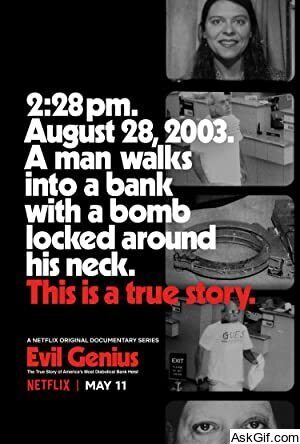 2:28 pm.
August 28, 2003.
A man walks
into a bank
with a bomb
locked around
his neck.
This is a true story.
A NETFLIX ORIGINAL DOCUMENTARY SERIES
Evil Genius
The True Story of America's Most Diabolical Bank Heist
NETFLIX | MAY 11
GUESS
EXIT
AskGif.com